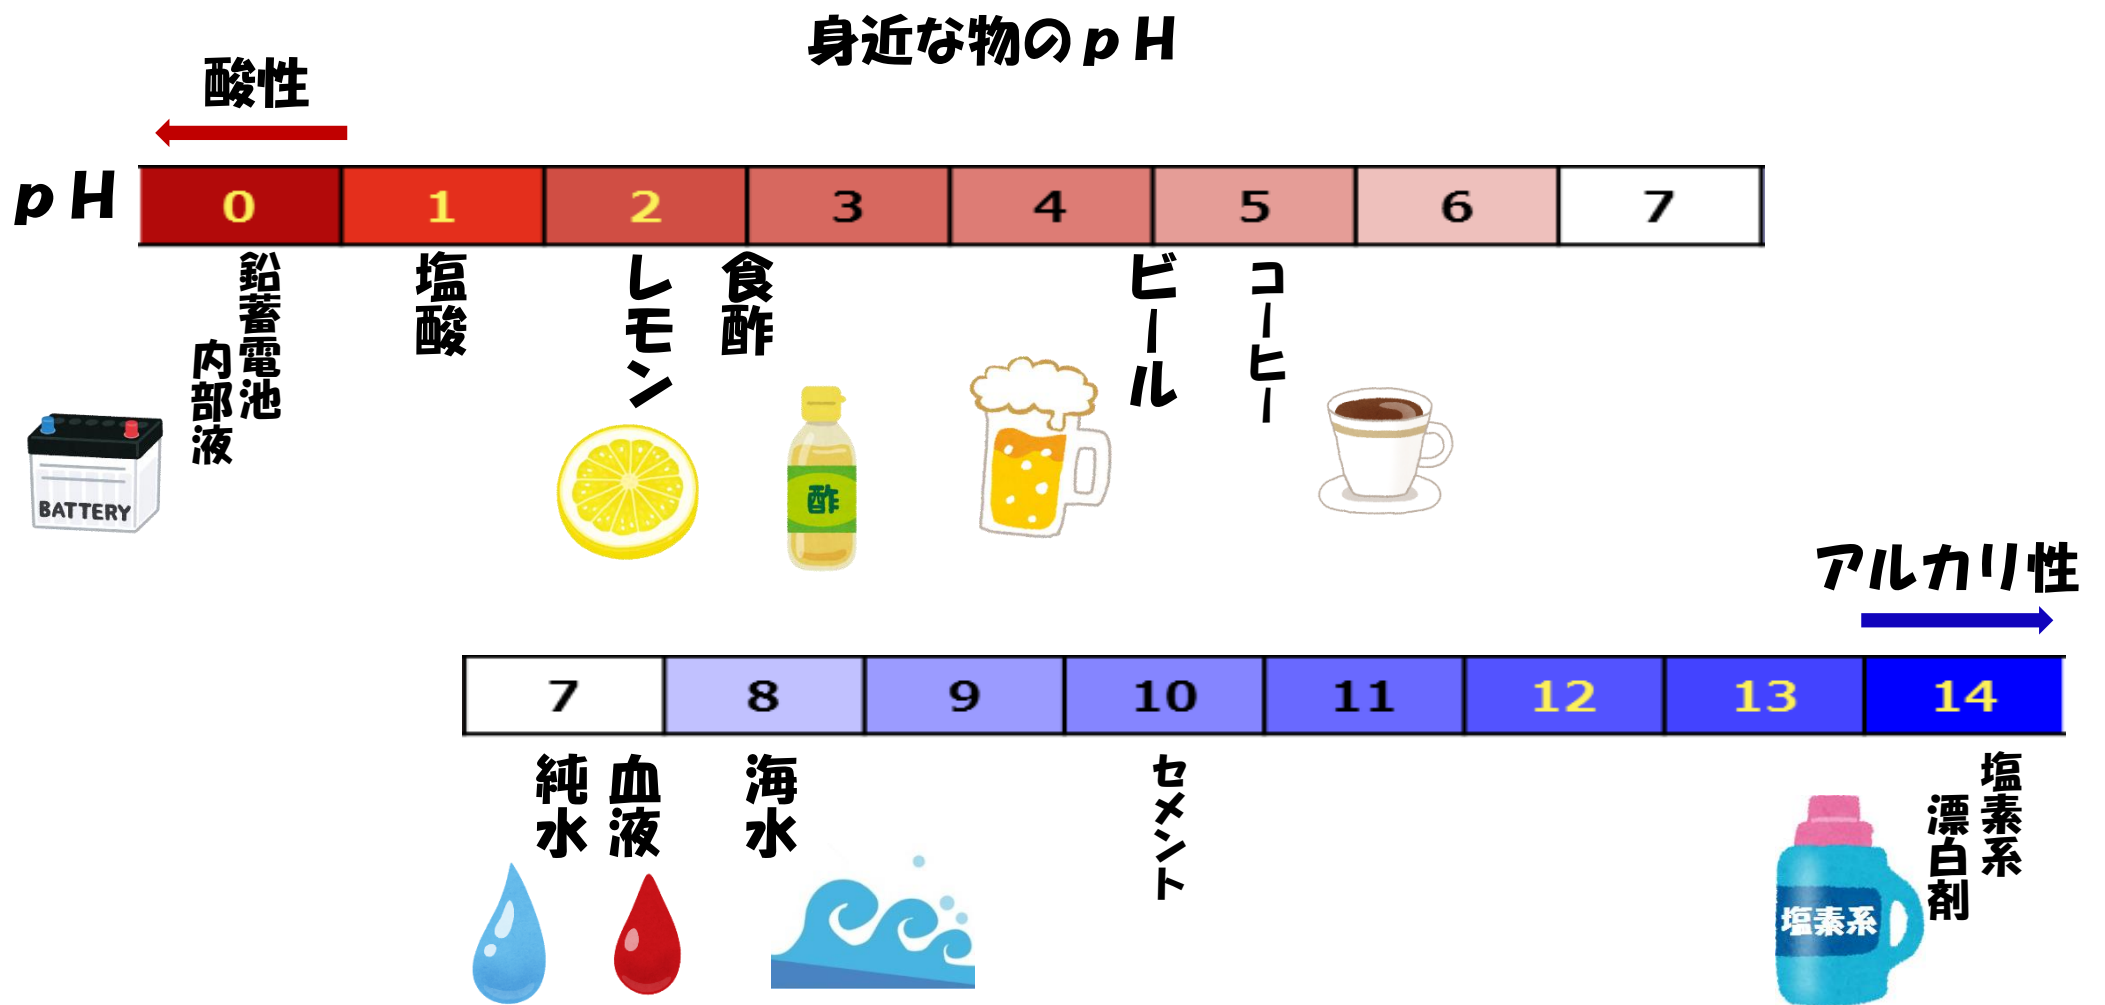 身近な物のpH
酸性
pH
0 1 2 3 4 5 6 7
鉛蓄電池
内部液
塩酸
レモン
食酢
ビール
コーヒー
BATTERY
酢
アルカリ性
7 8 9 10 11 12 13 14
純水
血液
海水
セメント
塩素系
漂白剤
塩素系